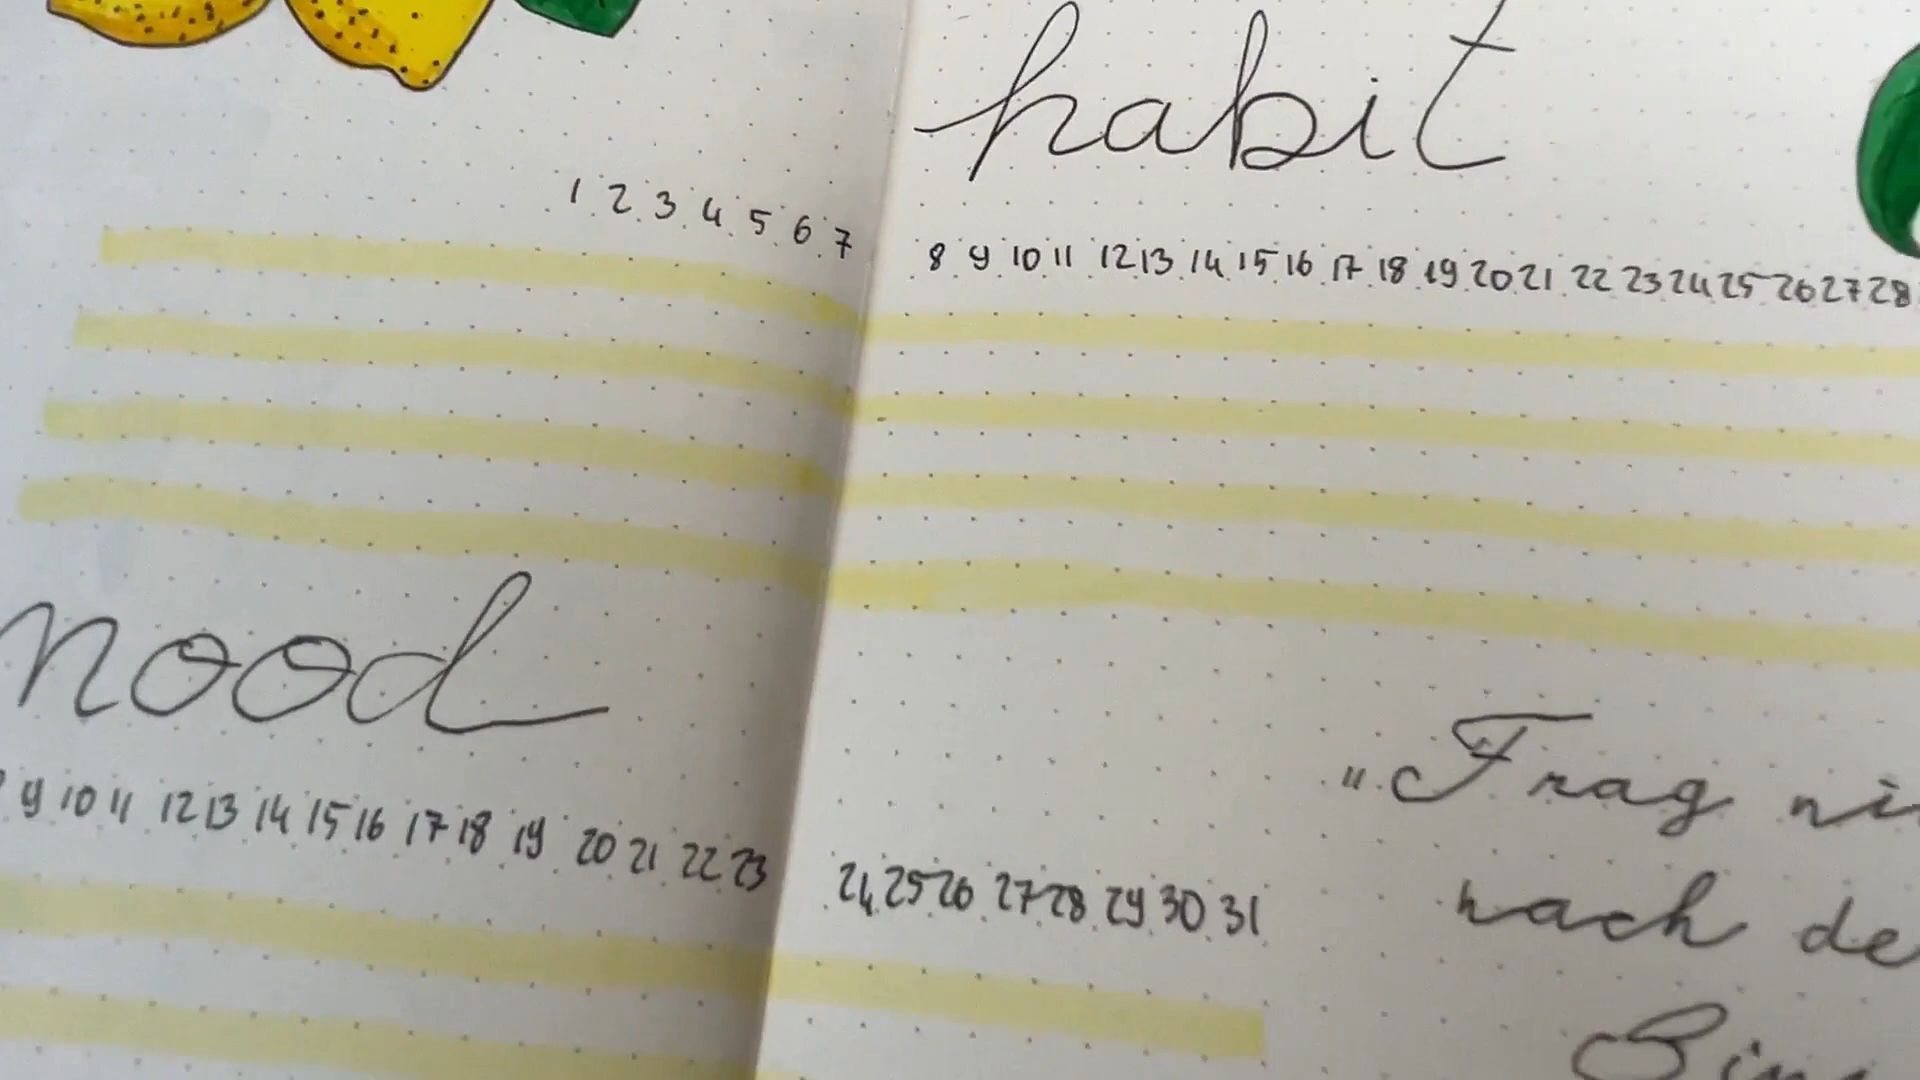 habit
1 2 3 4 5 6 7 8 9 10 11 12 13 14 15 16 17 18 19 20 21 22 23 24 25 26 27 28
mood
9 10 11 12 13 14 15 16 17 18 19 20 21 22 23 24 25 26 27 28 29 30 31
„Frag
nach de